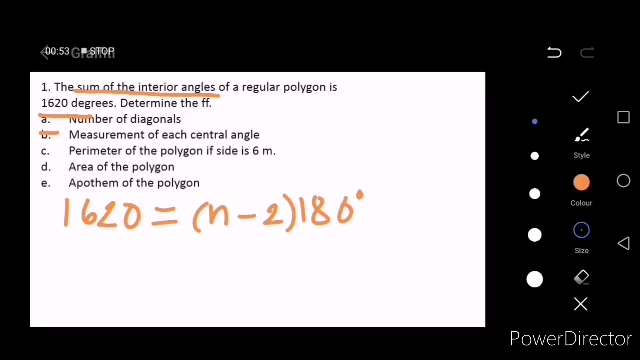 00:53 STOP
Graffiti
1. The sum of the interior angles of a regular polygon is
1620 degrees. Determine the ff.
a. Number of diagonals
b. Measurement of each central angle
c. Perimeter of the polygon if side is 6 m.
d. Area of the polygon
e. Apothem of the polygon
1620 = (n - 2)180°
Style
Colour
Size
PowerDirector